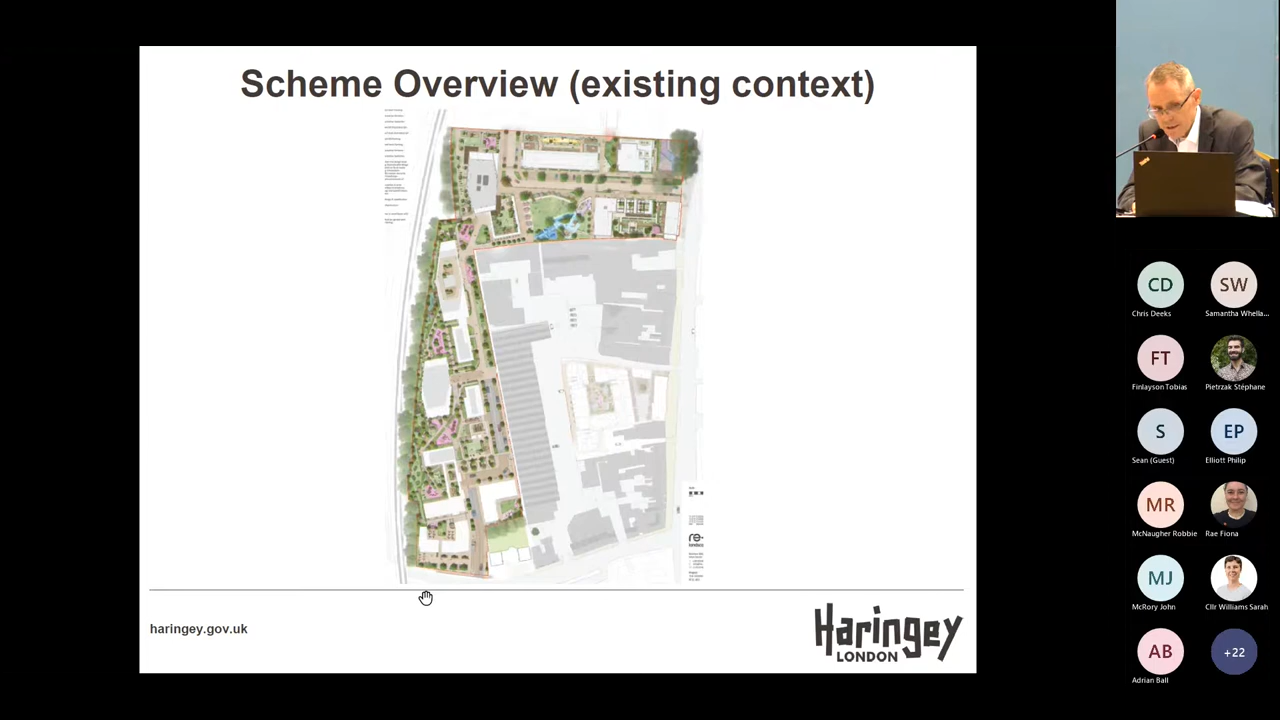 Scheme Overview (existing context)
re-
haringey.gov.uk
Haringey
LONDON
CD
Chris Deeks
SW
Samantha Whella...
FT
Finlayson Tobias
Pietrzak Stéphane
S
Sean (Guest)
EP
Elliott Philip
MR
McNaugher Robbie
Rae Fiona
MJ
McRory John
Cllr Williams Sarah
AB
Adrian Ball
+22